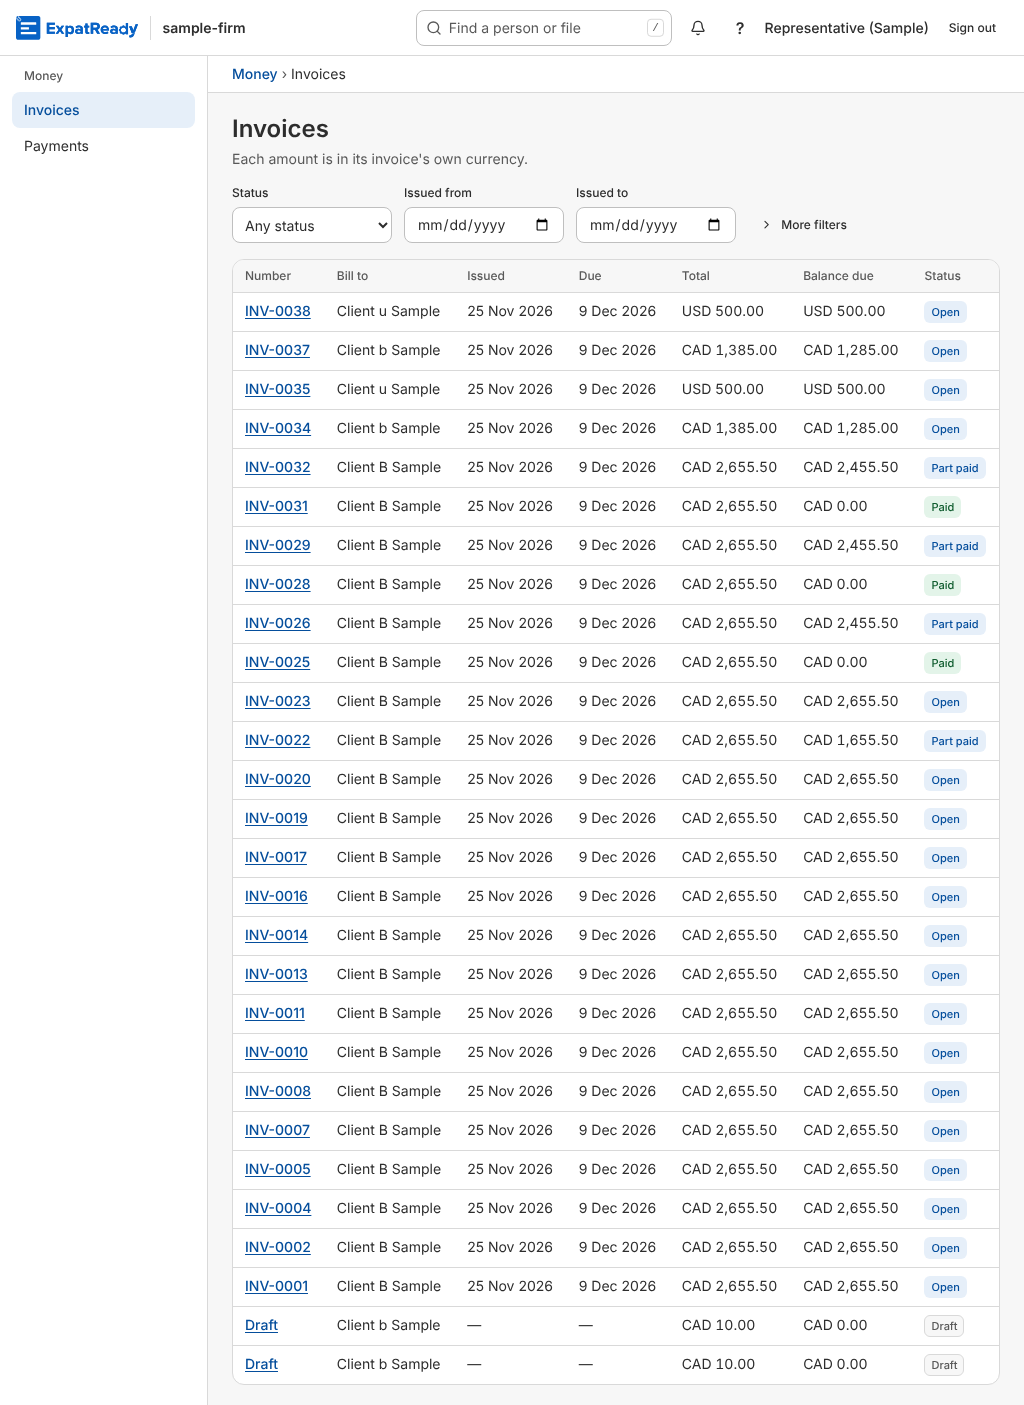 ExpatReady sample-firm Find a person or file / ? Representative (Sample) Sign out
Money
Invoices
Payments
Money › Invoices
Invoices
Each amount is in its invoice's own currency.
Status Issued from Issued to
Any status mm/dd/yyyy mm/dd/yyyy More filters
Number Bill to Issued Due Total Balance due Status
INV-0038 Client u Sample 25 Nov 2026 9 Dec 2026 USD 500.00 USD 500.00 Open
INV-0037 Client b Sample 25 Nov 2026 9 Dec 2026 CAD 1,385.00 CAD 1,285.00 Open
INV-0035 Client u Sample 25 Nov 2026 9 Dec 2026 USD 500.00 USD 500.00 Open
INV-0034 Client b Sample 25 Nov 2026 9 Dec 2026 CAD 1,385.00 CAD 1,285.00 Open
INV-0032 Client B Sample 25 Nov 2026 9 Dec 2026 CAD 2,655.50 CAD 2,455.50 Part paid
INV-0031 Client B Sample 25 Nov 2026 9 Dec 2026 CAD 2,655.50 CAD 0.00 Paid
INV-0029 Client B Sample 25 Nov 2026 9 Dec 2026 CAD 2,655.50 CAD 2,455.50 Part paid
INV-0028 Client B Sample 25 Nov 2026 9 Dec 2026 CAD 2,655.50 CAD 0.00 Paid
INV-0026 Client B Sample 25 Nov 2026 9 Dec 2026 CAD 2,655.50 CAD 2,455.50 Part paid
INV-0025 Client B Sample 25 Nov 2026 9 Dec 2026 CAD 2,655.50 CAD 0.00 Paid
INV-0023 Client B Sample 25 Nov 2026 9 Dec 2026 CAD 2,655.50 CAD 2,655.50 Open
INV-0022 Client B Sample 25 Nov 2026 9 Dec 2026 CAD 2,655.50 CAD 1,655.50 Part paid
INV-0020 Client B Sample 25 Nov 2026 9 Dec 2026 CAD 2,655.50 CAD 2,655.50 Open
INV-0019 Client B Sample 25 Nov 2026 9 Dec 2026 CAD 2,655.50 CAD 2,655.50 Open
INV-0017 Client B Sample 25 Nov 2026 9 Dec 2026 CAD 2,655.50 CAD 2,655.50 Open
INV-0016 Client B Sample 25 Nov 2026 9 Dec 2026 CAD 2,655.50 CAD 2,655.50 Open
INV-0014 Client B Sample 25 Nov 2026 9 Dec 2026 CAD 2,655.50 CAD 2,655.50 Open
INV-0013 Client B Sample 25 Nov 2026 9 Dec 2026 CAD 2,655.50 CAD 2,655.50 Open
INV-0011 Client B Sample 25 Nov 2026 9 Dec 2026 CAD 2,655.50 CAD 2,655.50 Open
INV-0010 Client B Sample 25 Nov 2026 9 Dec 2026 CAD 2,655.50 CAD 2,655.50 Open
INV-0008 Client B Sample 25 Nov 2026 9 Dec 2026 CAD 2,655.50 CAD 2,655.50 Open
INV-0007 Client B Sample 25 Nov 2026 9 Dec 2026 CAD 2,655.50 CAD 2,655.50 Open
INV-0005 Client B Sample 25 Nov 2026 9 Dec 2026 CAD 2,655.50 CAD 2,655.50 Open
INV-0004 Client B Sample 25 Nov 2026 9 Dec 2026 CAD 2,655.50 CAD 2,655.50 Open
INV-0002 Client B Sample 25 Nov 2026 9 Dec 2026 CAD 2,655.50 CAD 2,655.50 Open
INV-0001 Client B Sample 25 Nov 2026 9 Dec 2026 CAD 2,655.50 CAD 2,655.50 Open
Draft Client b Sample — — CAD 10.00 CAD 0.00 Draft
Draft Client b Sample — — CAD 10.00 CAD 0.00 Draft